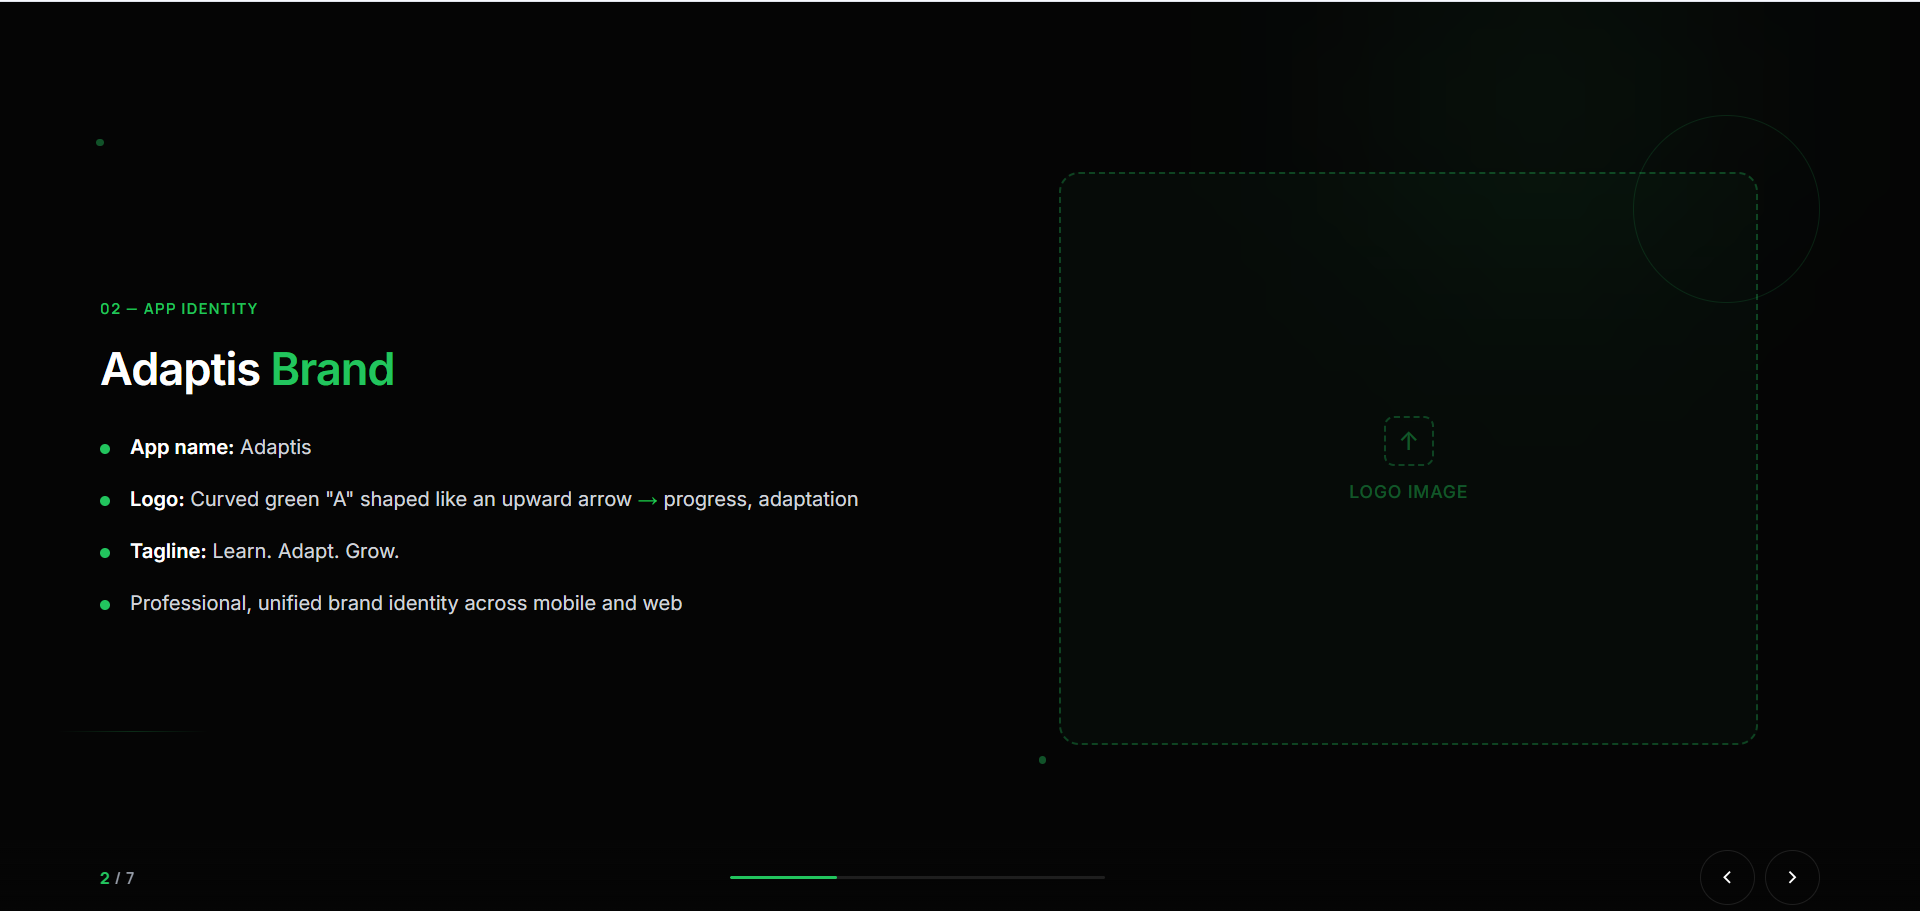 02 — APP IDENTITY
Adaptis Brand
App name: Adaptis
Logo: Curved green "A" shaped like an upward arrow → progress, adaptation
Tagline: Learn. Adapt. Grow.
Professional, unified brand identity across mobile and web
LOGO IMAGE
2 / 7